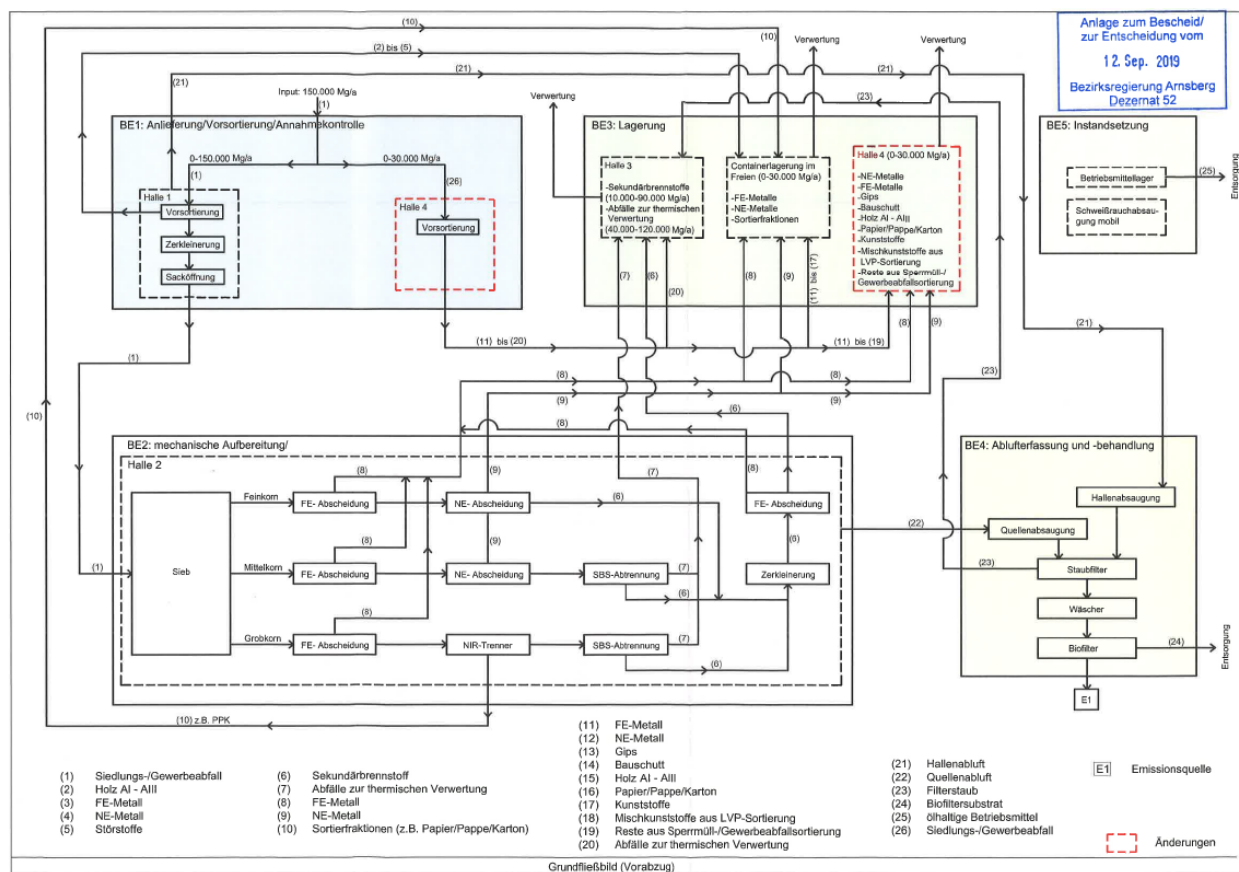 Anlage zum Bescheid/
zur Entscheidung vom
12. Sep. 2019
Bezirksregierung Arnsberg
Dezernat 52
(10)
(2) bis (5)
(21)
(21)
Input: 150.000 Mg/a
(1)
(10)
Verwertung
Verwertung
Verwertung
(21)
(23)
BE1: Anlieferung/Vorsortierung/Annahmekontrolle
0-150.000 Mg/a
0-30.000 Mg/a
(1)
(26)
Halle 1
Vorsortierung
Zerkleinerung
Sacköffnung
Halle 4
Vorsortierung
BE3: Lagerung
Halle 3
-Sekundärbrennstoffe
(10.000-90.000 Mg/a)
-Abfälle zur thermischen
Verwertung
(40.000-120.000 Mg/a)
Containerlagerung im
Freien (0-30.000 Mg/a)
-FE-Metalle
-NE-Metalle
-Sortierfraktionen
Halle 4 (0-30.000 Mg/a)
-NE-Metalle
-FE-Metalle
-Gips
-Bauschutt
-Holz AI - AIII
-Papier/Pappe/Karton
-Kunststoffe
-Mischkunststoffe aus
LVP-Sortierung
-Reste aus Sperrmüll-/
Gewerbeabfallsortierung
BE5: Instandsetzung
Betriebsmittellager
(25)
Entsorgung
Schweißrauchabsau-
gung mobil
(7)
(6)
(20)
(8)
(9)
(11) bis (17)
(8)
(9)
(21)
(1)
(11) bis (20)
(11) bis (19)
(23)
(8)
(8)
(9)
(9)
(10)
(6)
(8)
BE2: mechanische Aufbereitung/
Halle 2
(8)
(9)
(7)
(8)
Sieb
(1)
Feinkorn
FE- Abscheidung
NE- Abscheidung
(6)
FE- Abscheidung
(8)
(9)
(6)
Mittelkorn
FE- Abscheidung
NE- Abscheidung
SBS-Abtrennung
(7)
Zerkleinerung
(6)
(8)
Grobkorn
FE- Abscheidung
NIR-Trenner
SBS-Abtrennung
(7)
(6)
(10) z.B. PPK
BE4: Ablufterfassung und -behandlung
Hallenabsaugung
(22)
Quellenabsaugung
(23)
Staubfilter
Wäscher
Biofilter
(24)
Entsorgung
E1
(1) Siedlungs-/Gewerbeabfall
(2) Holz AI - AIII
(3) FE-Metall
(4) NE-Metall
(5) Störstoffe
(6) Sekundärbrennstoff
(7) Abfälle zur thermischen Verwertung
(8) FE-Metall
(9) NE-Metall
(10) Sortierfraktionen (z.B. Papier/Pappe/Karton)
(11) FE-Metall
(12) NE-Metall
(13) Gips
(14) Bauschutt
(15) Holz AI - AIII
(16) Papier/Pappe/Karton
(17) Kunststoffe
(18) Mischkunststoffe aus LVP-Sortierung
(19) Reste aus Sperrmüll-/Gewerbeabfallsortierung
(20) Abfälle zur thermischen Verwertung
(21) Hallenabluft
(22) Quellenabluft
(23) Filterstaub
(24) Biofiltersubstrat
(25) ölhaltige Betriebsmittel
(26) Siedlungs-/Gewerbeabfall
E1 Emissionsquelle
Änderungen
Grundfließbild (Vorabzug)